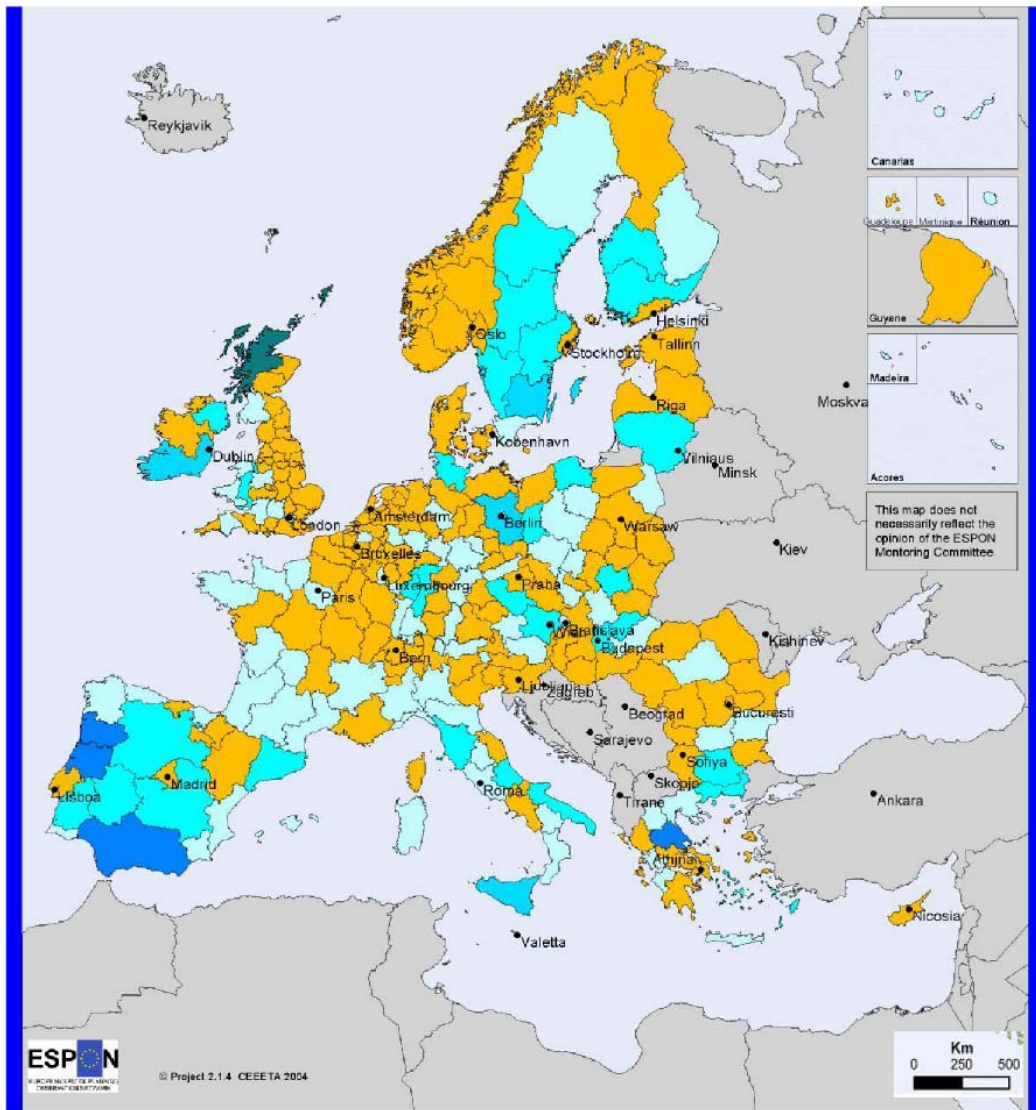 Reykjavik
Canarias
Guadeloupe
Martinique
Réunion
Guyane
Oslo
Helsinki
Stockholm
Tallinn
Madeira
Riga
Moskva
Dublin
Kobenhavn
Vilniaus
Minsk
Acores
London
Amsterdam
Berlin
Warsaw
This map does not
necessarily reflect the
opinion of the ESPON
Monitoring Committee
Bruxelles
Kiev
Luxembourg
Praha
Paris
Wien
Bratislava
Budapest
Kishinev
Bern
Ljubljana
Zagreb
Beograd
Bucuresti
Sarajevo
Sofiya
Madrid
Skopje
Lisboa
Roma
Tirane
Ankara
Athinai
Nicosia
Valetta
ESPON
© Project 2.1.4 CEEETA 2004
Km
0 250 500